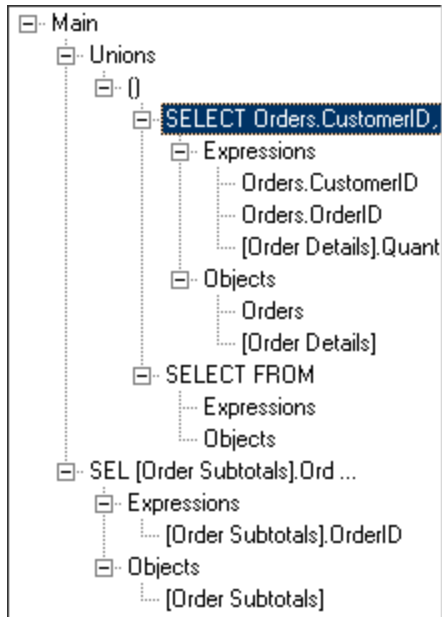 Main
Unions
()
SELECT Orders.CustomerID,
Expressions
Orders.CustomerID
Orders.OrderID
[Order Details].Quant
Objects
Orders
[Order Details]
SELECT FROM
Expressions
Objects
SEL [Order Subtotals].Ord ...
Expressions
[Order Subtotals].OrderID
Objects
[Order Subtotals]